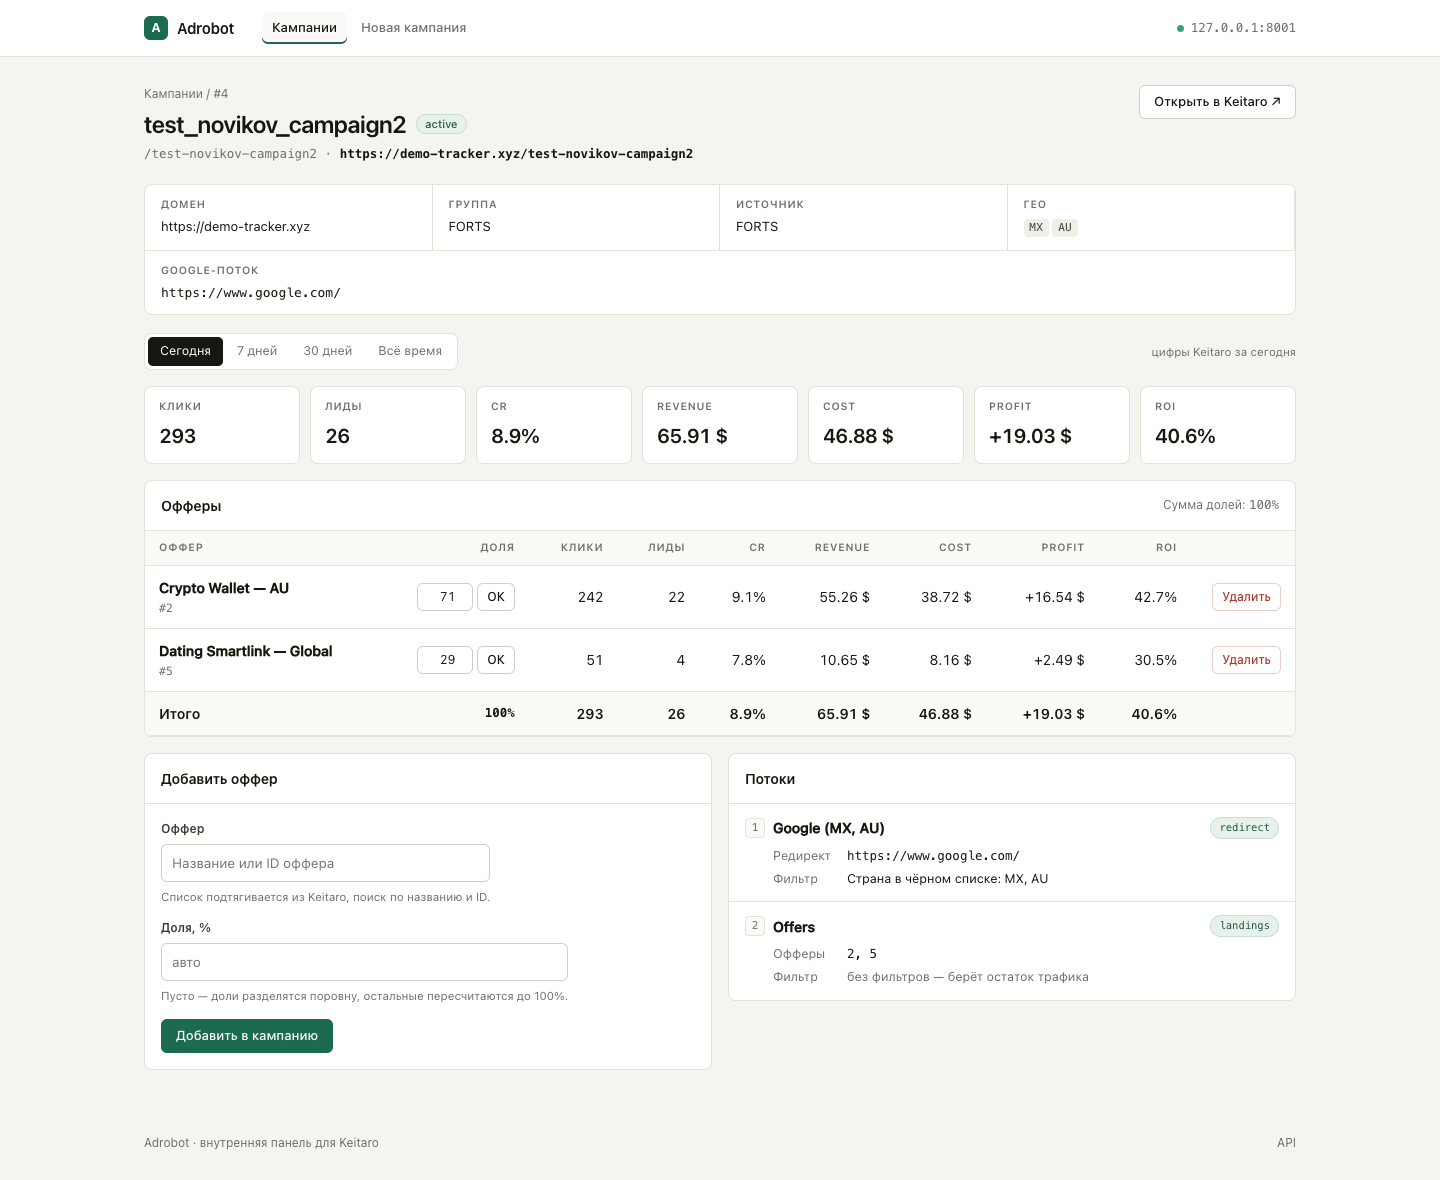 A Adrobot Кампании Новая кампания 127.0.0.1:8001
Кампании / #4
Открыть в Keitaro ↗
test_novikov_campaign2 active
/test-novikov-campaign2 · https://demo-tracker.xyz/test-novikov-campaign2
ДОМЕН ГРУППА ИСТОЧНИК ГЕО
https://demo-tracker.xyz FORTS FORTS MX AU
GOOGLE-ПОТОК
https://www.google.com/
Сегодня 7 дней 30 дней Всё время цифры Keitaro за сегодня
КЛИКИ ЛИДЫ CR REVENUE COST PROFIT ROI
293 26 8.9% 65.91 $ 46.88 $ +19.03 $ 40.6%
Офферы Сумма долей: 100%
ОФФЕР ДОЛЯ КЛИКИ ЛИДЫ CR REVENUE COST PROFIT ROI
Crypto Wallet — AU
#2
71 OK 242 22 9.1% 55.26 $ 38.72 $ +16.54 $ 42.7% Удалить
Dating Smartlink — Global
#5
29 OK 51 4 7.8% 10.65 $ 8.16 $ +2.49 $ 30.5% Удалить
Итого 100% 293 26 8.9% 65.91 $ 46.88 $ +19.03 $ 40.6%
Добавить оффер
Оффер
Название или ID оффера
Список подтягивается из Keitaro, поиск по названию и ID.
Доля, %
авто
Пусто — доли разделятся поровну, остальные пересчитаются до 100%.
Добавить в кампанию
Потоки
1 Google (MX, AU) redirect
Редирект https://www.google.com/
Фильтр Страна в чёрном списке: MX, AU
2 Offers landings
Офферы 2, 5
Фильтр без фильтров — берёт остаток трафика
Adrobot · внутренняя панель для Keitaro API